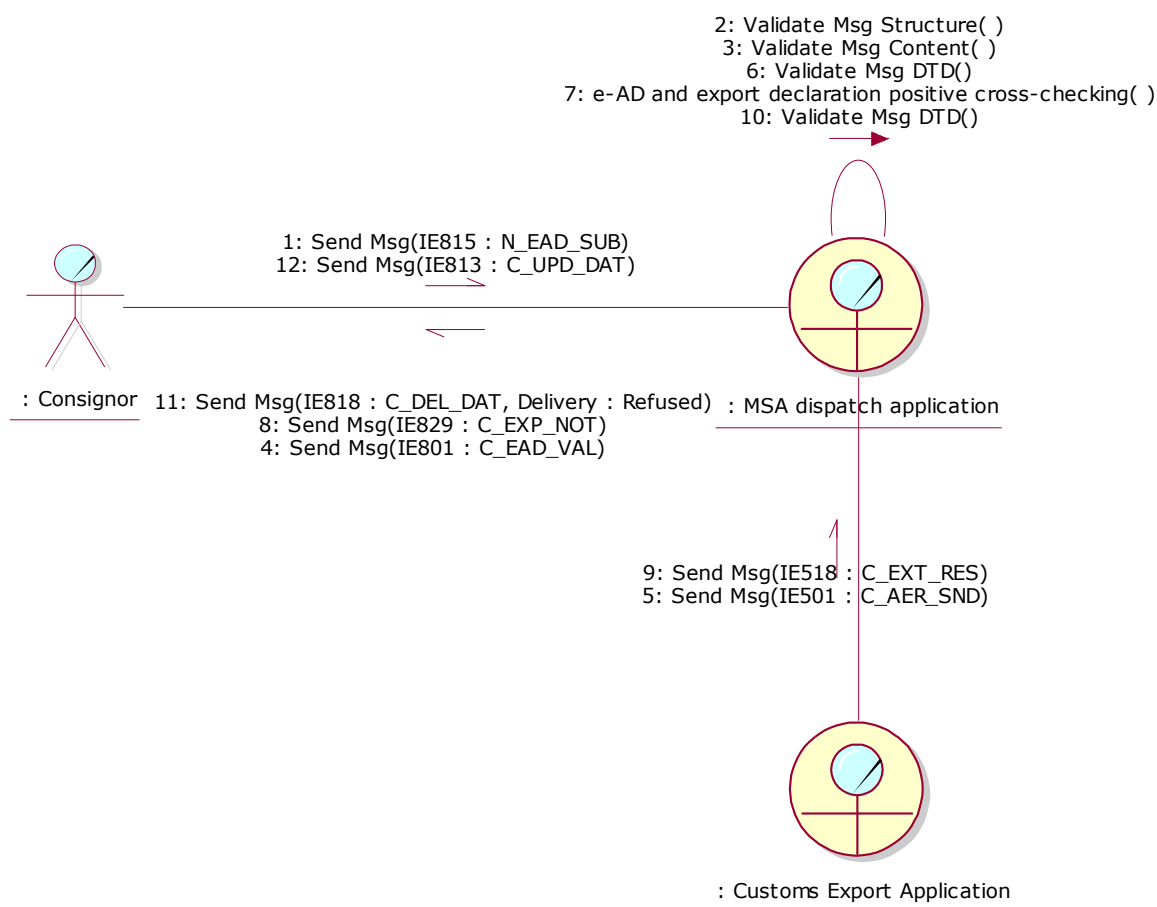 2: Validate Msg Structure( )
3: Validate Msg Content( )
6: Validate Msg DTD()
7: e-AD and export declaration positive cross-checking( )
10: Validate Msg DTD()
1: Send Msg(IE815 : N_EAD_SUB)
12: Send Msg(IE813 : C_UPD_DAT)
: Consignor
11: Send Msg(IE818 : C_DEL_DAT, Delivery : Refused)
8: Send Msg(IE829 : C_EXP_NOT)
4: Send Msg(IE801 : C_EAD_VAL)
: MSA dispatch application
9: Send Msg(IE518 : C_EXT_RES)
5: Send Msg(IE501 : C_AER_SND)
: Customs Export Application